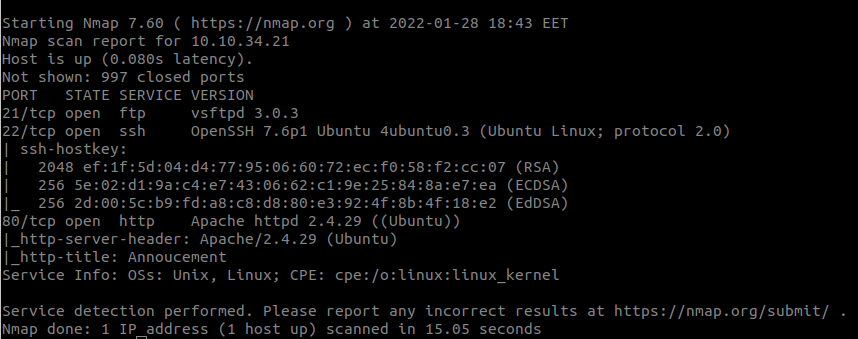 Starting Nmap 7.60 ( https://nmap.org ) at 2022-01-28 18:43 EET
Nmap scan report for 10.10.34.21
Host is up (0.080s latency).
Not shown: 997 closed ports
PORT   STATE SERVICE VERSION
21/tcp open  ftp     vsftpd 3.0.3
22/tcp open  ssh     OpenSSH 7.6p1 Ubuntu 4ubuntu0.3 (Ubuntu Linux; protocol 2.0)
| ssh-hostkey:
|   2048 ef:1f:5d:04:d4:77:95:06:60:72:ec:f0:58:f2:cc:07 (RSA)
|   256 5e:02:d1:9a:c4:e7:43:06:62:c1:9e:25:84:8a:e7:ea (ECDSA)
|_  256 2d:00:5c:b9:fd:a8:c8:d8:80:e3:92:4f:8b:4f:18:e2 (EdDSA)
80/tcp open  http    Apache httpd 2.4.29 ((Ubuntu))
|_http-server-header: Apache/2.4.29 (Ubuntu)
|_http-title: Annoucement
Service Info: OSs: Unix, Linux; CPE: cpe:/o:linux:linux_kernel

Service detection performed. Please report any incorrect results at https://nmap.org/submit/ .
Nmap done: 1 IP address (1 host up) scanned in 15.05 seconds